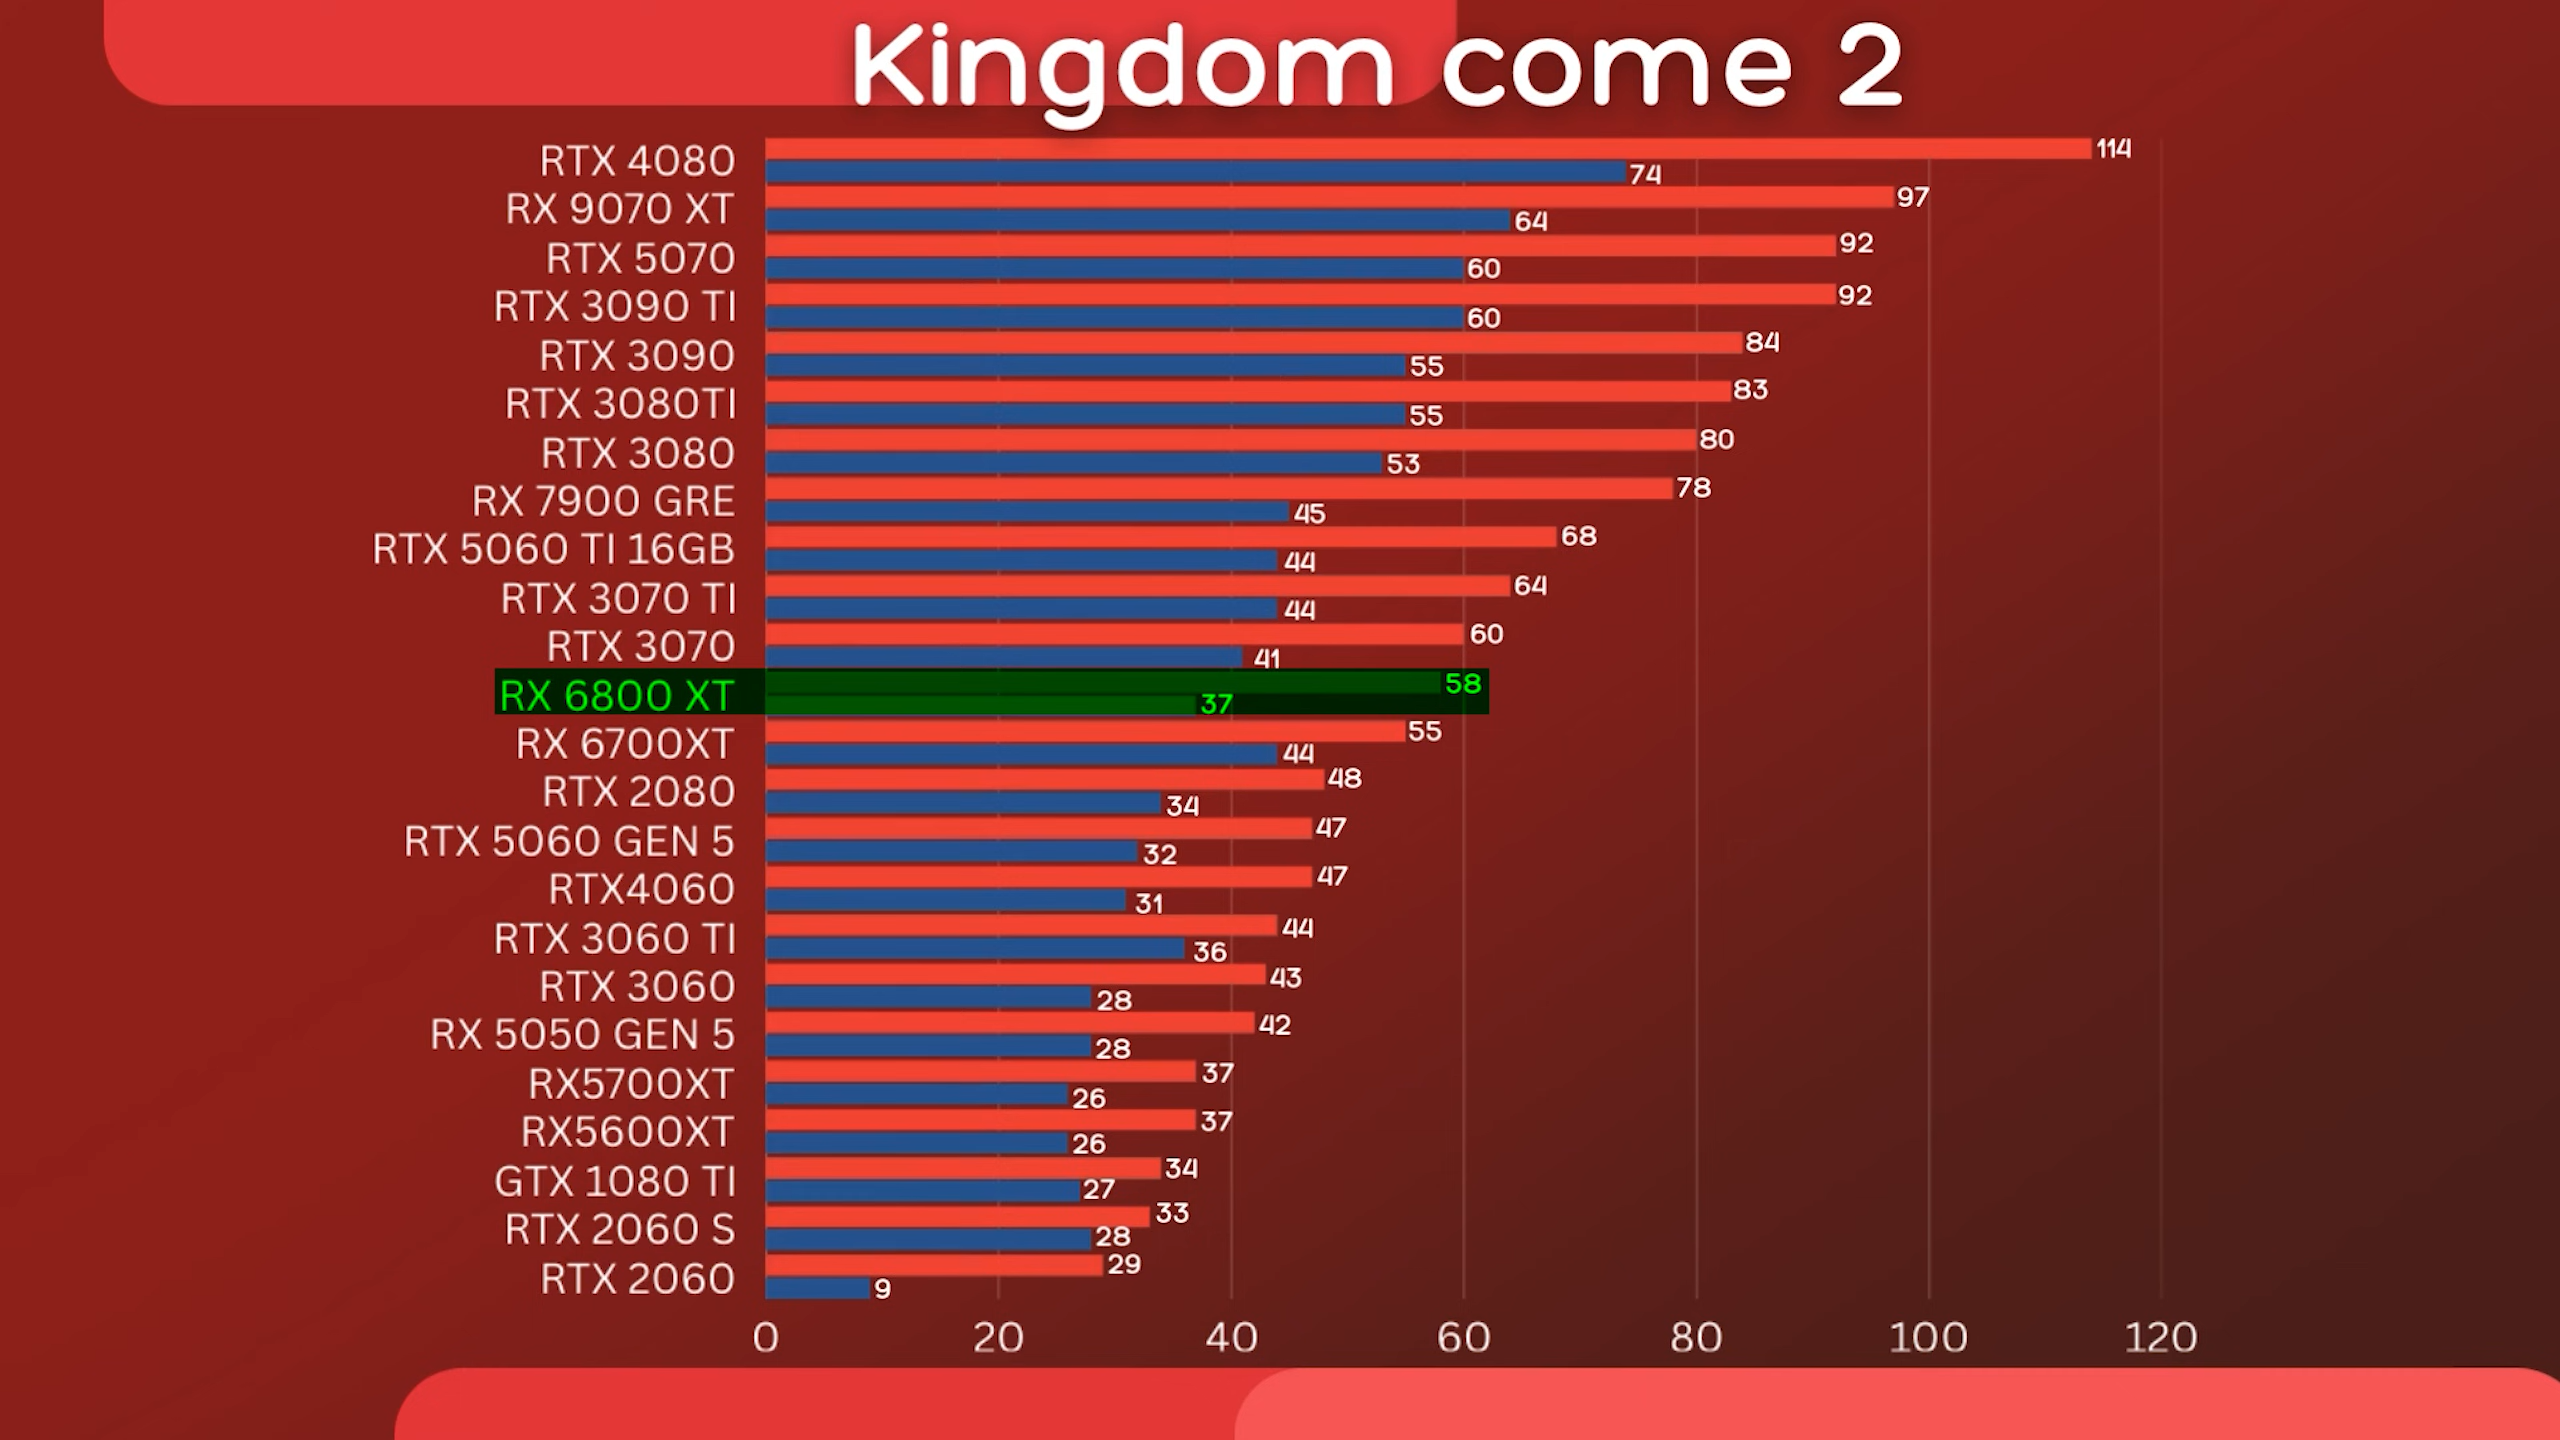 Kingdom come 2
RTX 4080 114
74
RX 9070 XT 97
64
RTX 5070 92
60
RTX 3090 TI 92
60
RTX 3090 84
55
RTX 3080TI 83
55
RTX 3080 80
53
RX 7900 GRE 78
45
RTX 5060 TI 16GB 68
44
RTX 3070 TI 64
44
RTX 3070 60
41
RX 6800 XT 58
37
RX 6700XT 55
44
RTX 2080 48
34
RTX 5060 GEN 5 47
32
RTX4060 47
31
RTX 3060 TI 44
36
RTX 3060 43
28
RX 5050 GEN 5 42
28
RX5700XT 37
26
RX5600XT 37
26
GTX 1080 TI 34
27
RTX 2060 S 33
28
RTX 2060 29
9
0 20 40 60 80 100 120